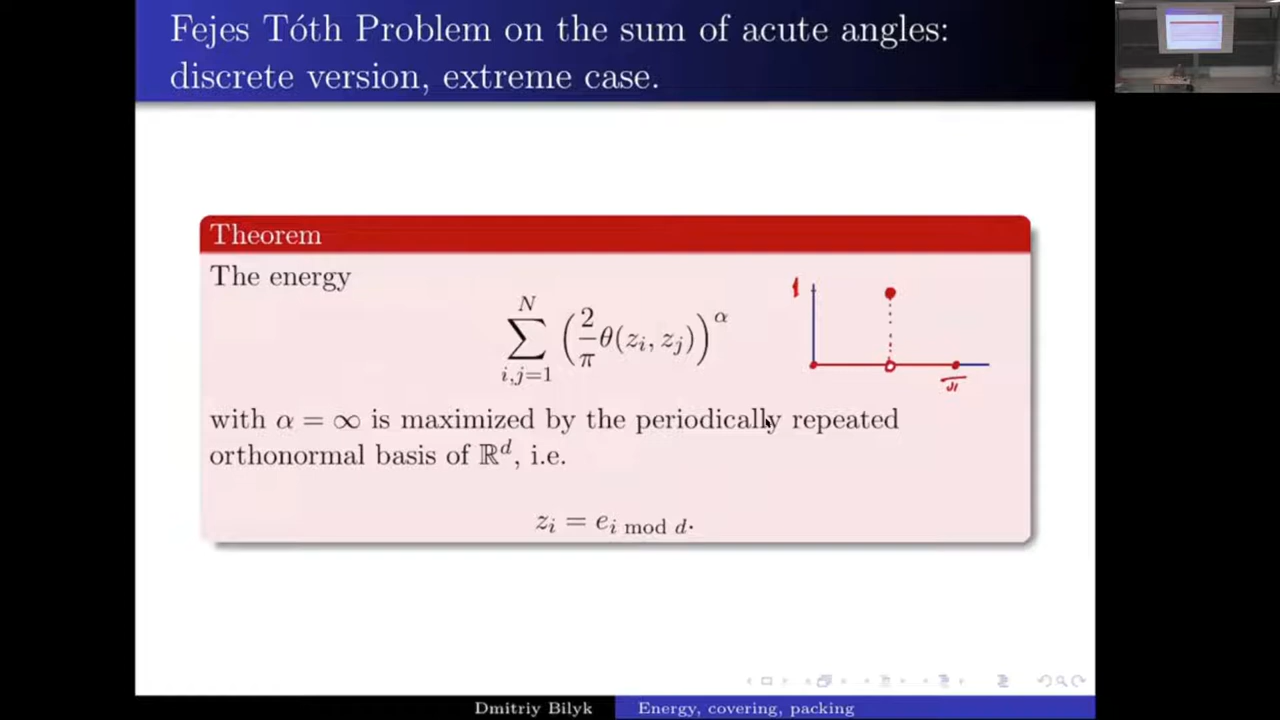 Fejes Tóth Problem on the sum of acute angles:
discrete version, extreme case.
Theorem
The energy
\sum_{i,j=1}^{N} \left( \frac{2}{\pi} \theta(z_i, z_j) \right)^{\alpha}
1
π
with α = ∞ is maximized by the periodically repeated
orthonormal basis of ℝ^d, i.e.
z_i = e_{i mod d}.
Dmitriy Bilyk Energy, covering, packing